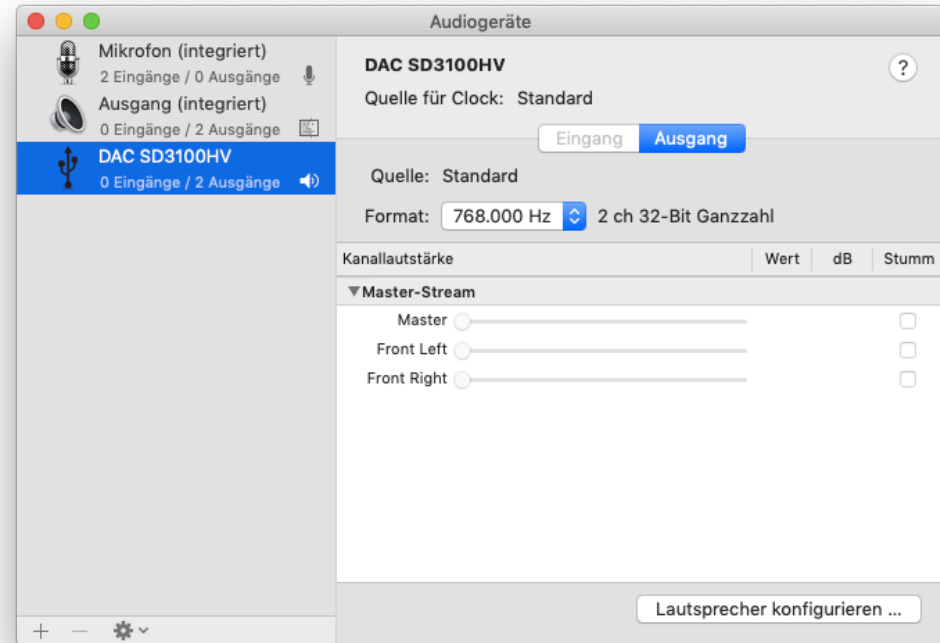 Audiogeräte
Mikrofon (integriert)
2 Eingänge / 0 Ausgänge
Ausgang (integriert)
0 Eingänge / 2 Ausgänge
DAC SD3100HV
0 Eingänge / 2 Ausgänge
DAC SD3100HV
?
Quelle für Clock: Standard
Eingang Ausgang
Quelle: Standard
Format: 768.000 Hz 2 ch 32-Bit Ganzzahl
Kanallautstärke Wert dB Stumm
Master-Stream
Master
Front Left
Front Right
Lautsprecher konfigurieren ...